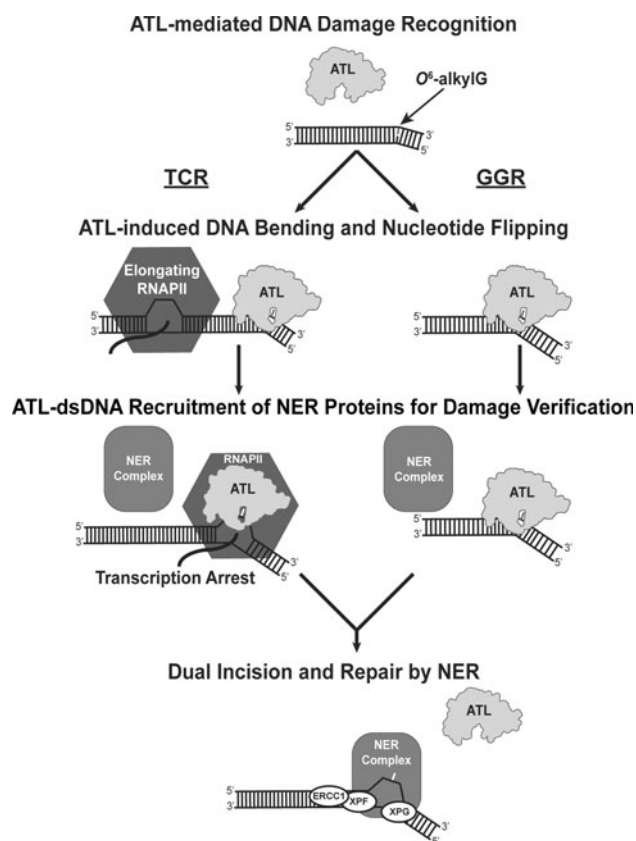 ATL-mediated DNA Damage Recognition
ATL
O⁶-alkylG
5'
3'
3'
5'
TCR
GGR
ATL-induced DNA Bending and Nucleotide Flipping
Elongating
RNAPII
ATL
5'
3'
3'
5'
ATL
5'
3'
3'
5'
ATL-dsDNA Recruitment of NER Proteins for Damage Verification
NER
Complex
RNAPII
ATL
5'
3'
3'
5'
Transcription Arrest
NER
Complex
ATL
5'
3'
3'
5'
Dual Incision and Repair by NER
ATL
NER
Complex
ERCC1
XPF
XPG
5'
3'
3'
5'